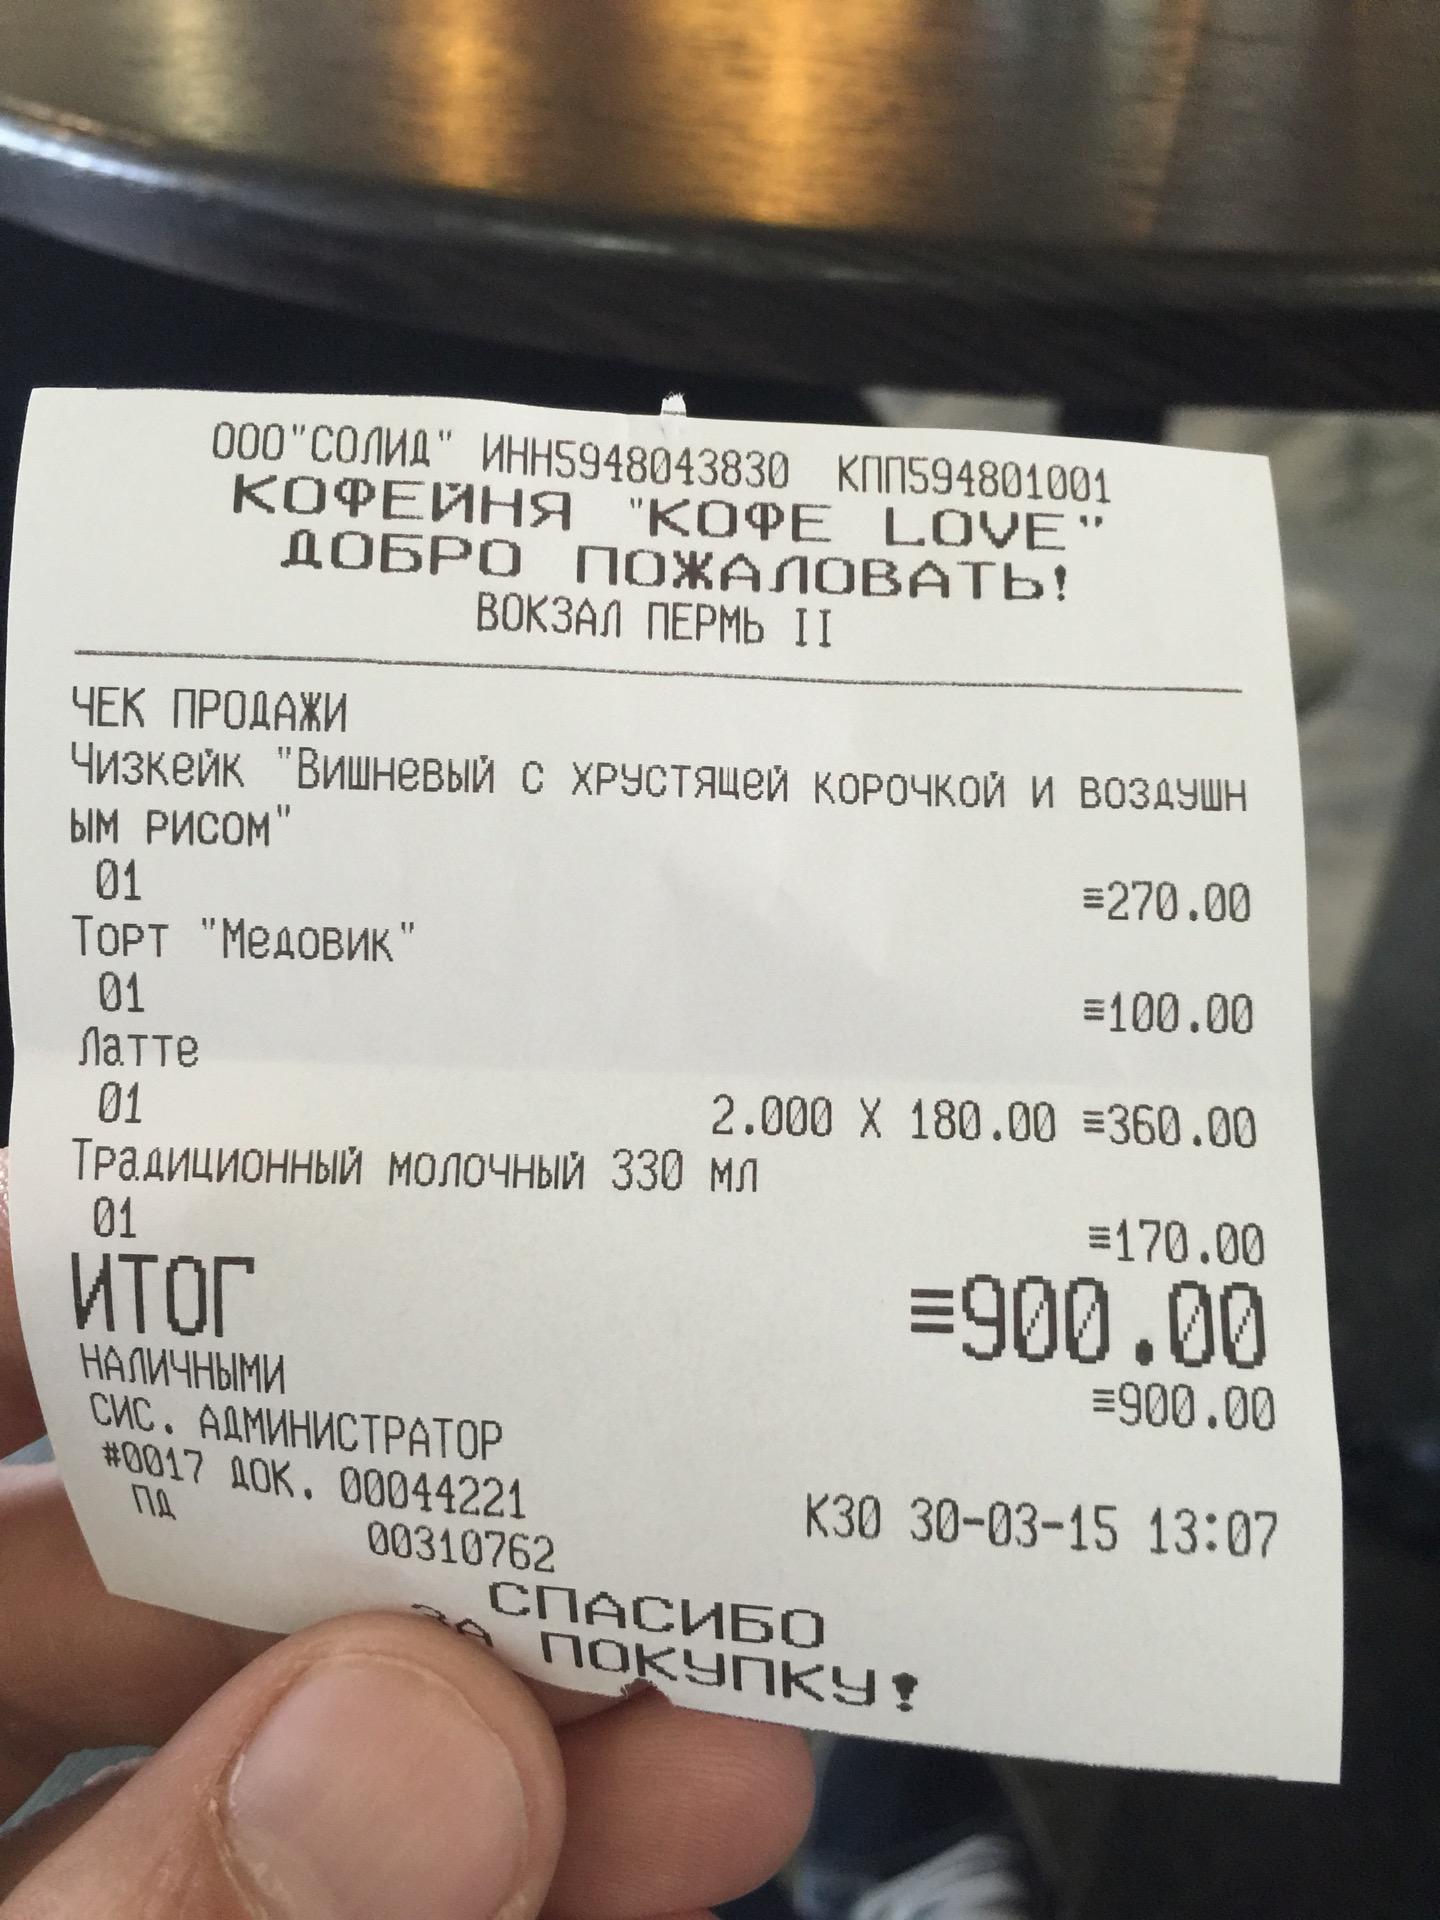 ООО"СОЛИД" ИНН5948043830 КПП594801001
КОФЕЙНЯ "КОФЕ LOVE"
ДОБРО ПОЖАЛОВАТЬ!
ВОКЗАЛ ПЕРМЬ II
ЧЕК ПРОДАЖИ
Чизкейк "Вишневый с хрустящей корочкой и воздушн
ым рисом"
01 ≡270.00
Торт "Медовик"
01 ≡100.00
Латте
01 2.000 X 180.00 ≡360.00
Традиционный молочный 330 мл
01 ≡170.00
ИТОГ ≡900.00
НАЛИЧНЫМИ ≡900.00
СИС. АДМИНИСТРАТОР
#0017 ДОК. 00044221 К30 30-03-15 13:07
ПД 00310762
СПАСИБО
ЗА ПОКУПКУ!